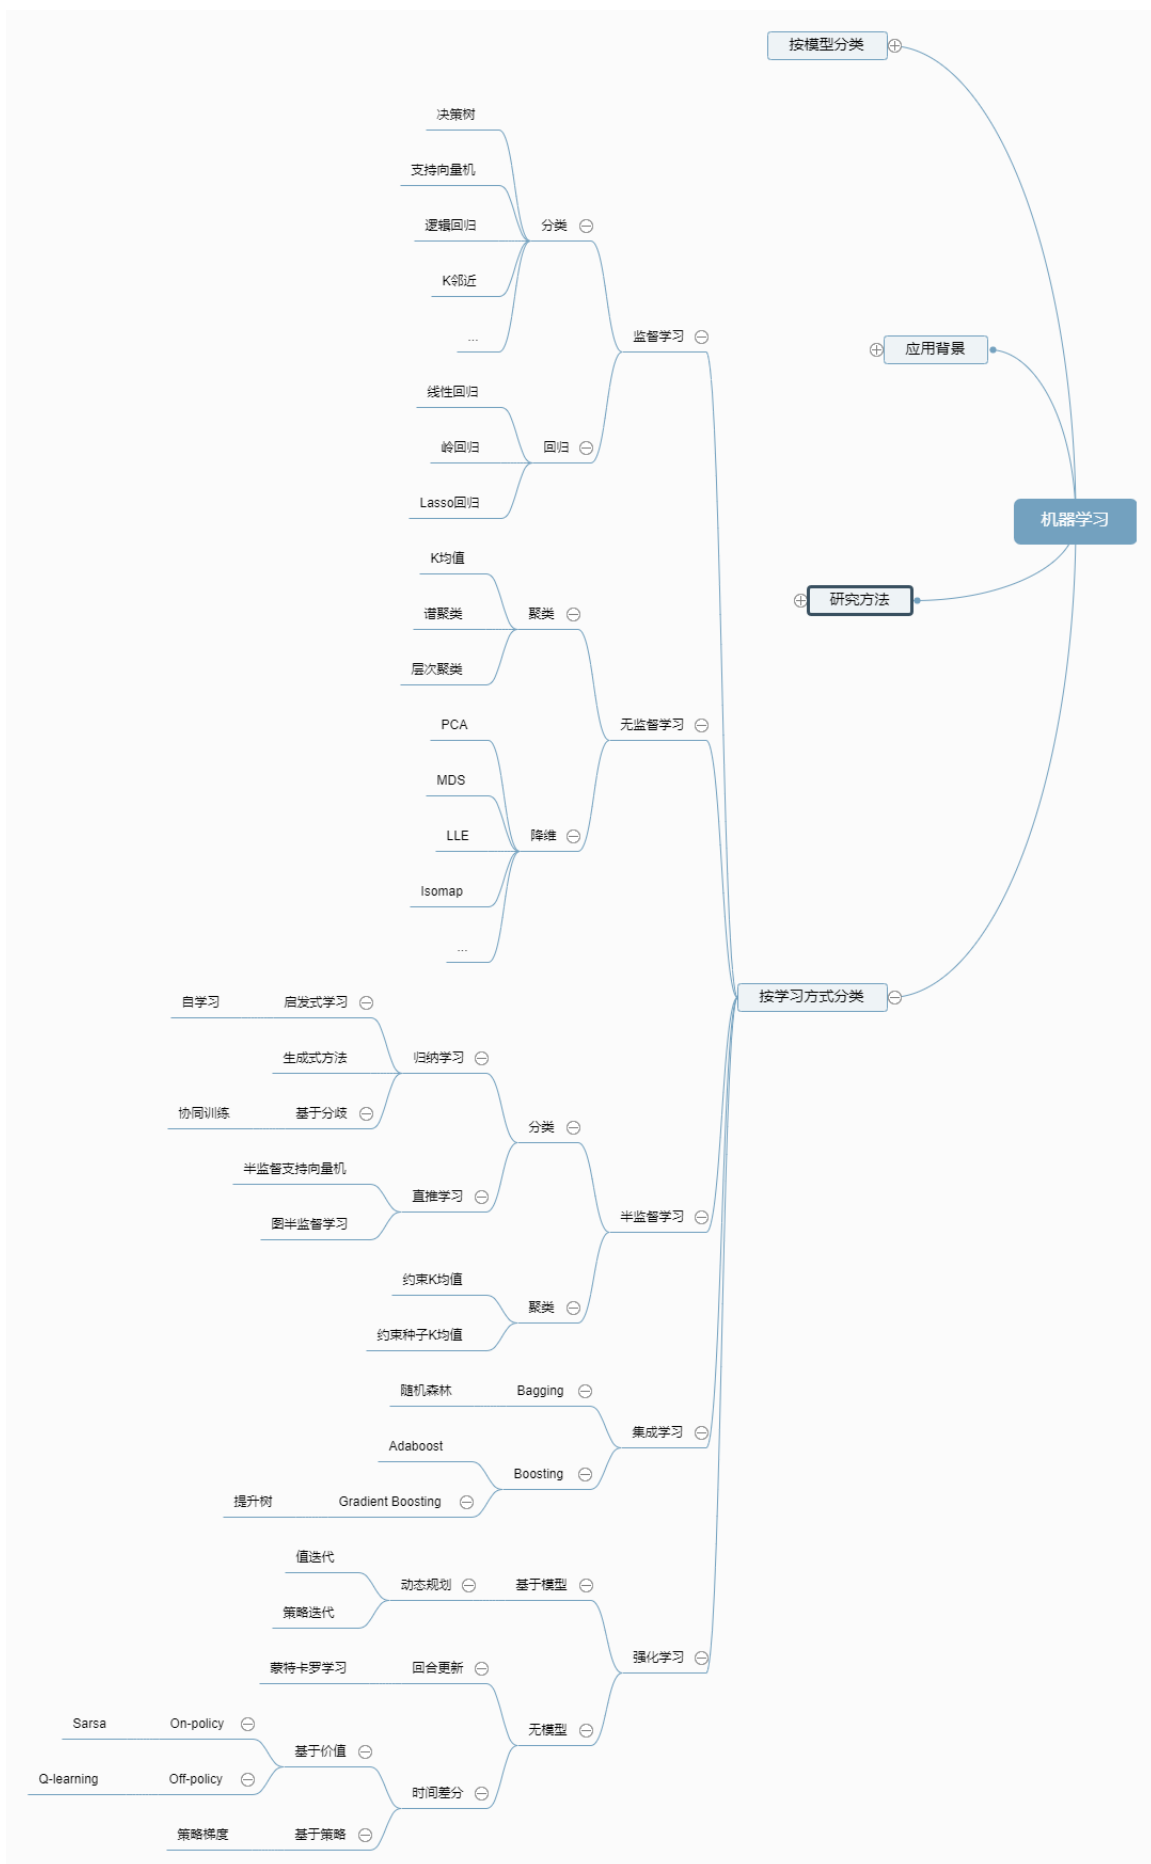 按模型分类
决策树
支持向量机
逻辑回归
分类
K邻近
...
监督学习
应用背景
线性回归
岭回归
回归
Lasso回归
机器学习
K均值
研究方法
谱聚类
聚类
层次聚类
PCA
无监督学习
MDS
LLE
降维
Isomap
...
按学习方式分类
自学习
启发式学习
生成式方法
归纳学习
协同训练
基于分歧
分类
半监督支持向量机
直推学习
图半监督学习
半监督学习
约束K均值
聚类
约束种子K均值
随机森林
Bagging
集成学习
Adaboost
Boosting
提升树
Gradient Boosting
值迭代
动态规划
基于模型
策略迭代
强化学习
蒙特卡罗学习
回合更新
Sarsa
On-policy
无模型
基于价值
Q-learning
Off-policy
时间差分
策略梯度
基于策略